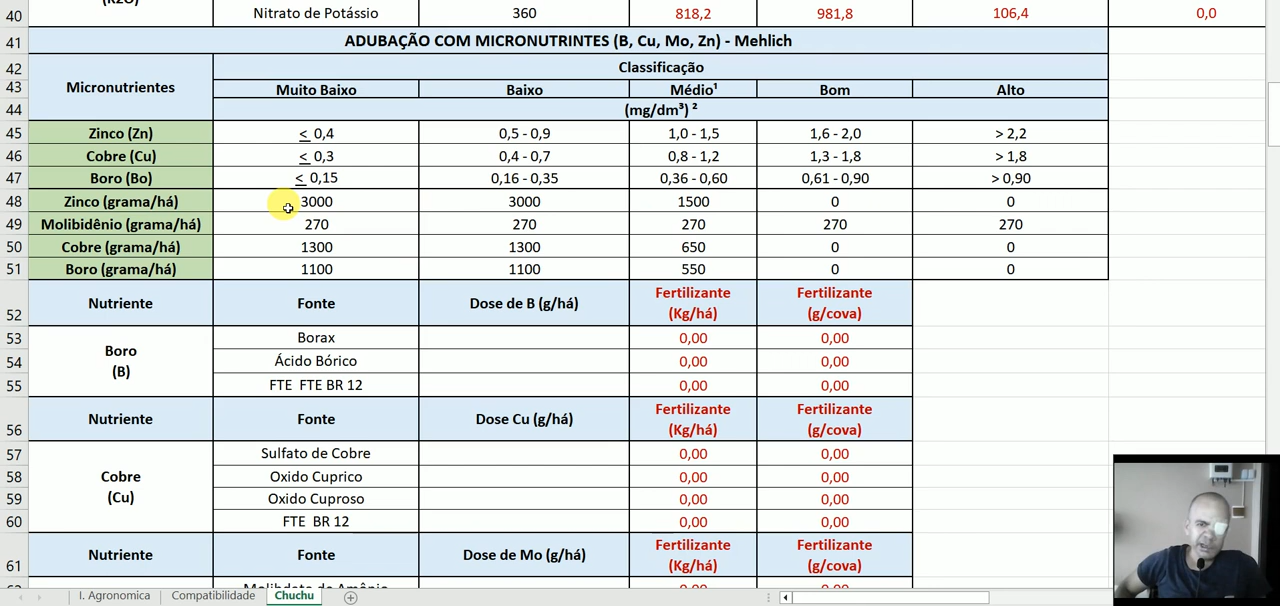 40 Nitrato de Potássio 360 818,2 981,8 106,4 0,0
41 ADUBAÇÃO COM MICRONUTRINTES (B, Cu, Mo, Zn) - Mehlich
42 Classificação
Micronutrientes
43 Muito Baixo Baixo Médio¹ Bom Alto
44 (mg/dm³) ²
45 Zinco (Zn) < 0,4 0,5 - 0,9 1,0 - 1,5 1,6 - 2,0 > 2,2
46 Cobre (Cu) < 0,3 0,4 - 0,7 0,8 - 1,2 1,3 - 1,8 > 1,8
47 Boro (Bo) < 0,15 0,16 - 0,35 0,36 - 0,60 0,61 - 0,90 > 0,90
48 Zinco (grama/há) 3000 3000 1500 0 0
49 Molibidênio (grama/há) 270 270 270 270 270
50 Cobre (grama/há) 1300 1300 650 0 0
51 Boro (grama/há) 1100 1100 550 0 0
52 Nutriente Fonte Dose de B (g/há) Fertilizante (Kg/há) Fertilizante (g/cova)
53 Borax 0,00 0,00
Boro
(B)
54 Ácido Bórico 0,00 0,00
55 FTE FTE BR 12 0,00 0,00
56 Nutriente Fonte Dose Cu (g/há) Fertilizante (Kg/há) Fertilizante (g/cova)
57 Sulfato de Cobre 0,00 0,00
Cobre
(Cu)
58 Oxido Cuprico 0,00 0,00
59 Oxido Cuproso 0,00 0,00
60 FTE BR 12 0,00 0,00
61 Nutriente Fonte Dose de Mo (g/há) Fertilizante (Kg/há) Fertilizante (g/cova)
I. Agronomica Compatibilidade Chuchu